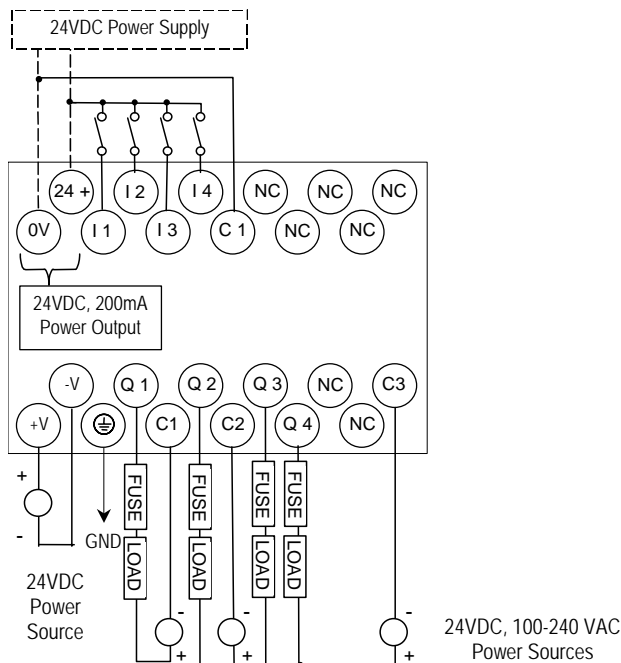 24VDC Power Supply
24 + I 2 I 4 NC NC NC
0V I 1 I 3 C 1 NC NC
24VDC, 200mA
Power Output
-V Q 1 Q 2 Q 3 NC C3
+V C1 C2 Q 4 NC
+
-
GND
FUSE
LOAD
FUSE
LOAD
FUSE
LOAD
FUSE
LOAD
24VDC
Power
Source
- - -
+ + +
24VDC, 100-240 VAC
Power Sources